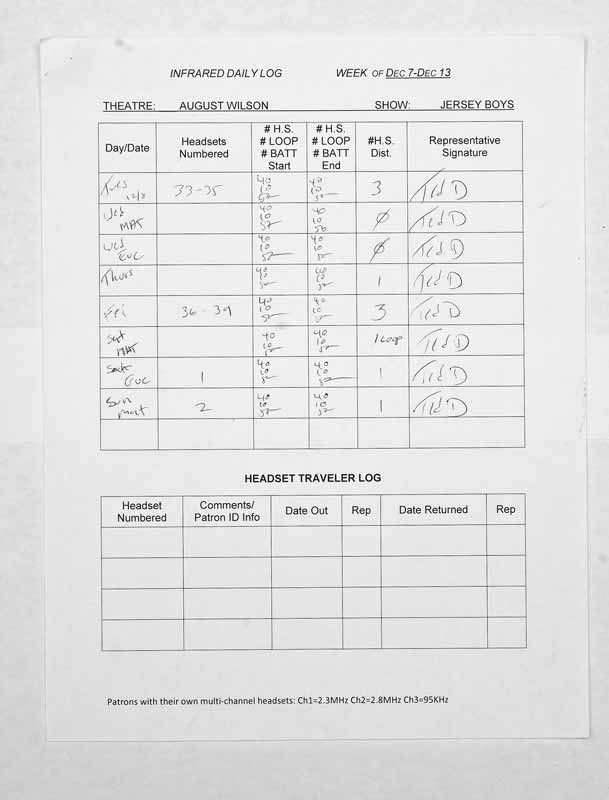 INFRARED DAILY LOG WEEK OF DEC 7-DEC 13
THEATRE: AUGUST WILSON SHOW: JERSEY BOYS
Day/Date Headsets Numbered # H.S. # LOOP # BATT Start # H.S. # LOOP # BATT End #H.S. Dist. Representative Signature
Tues 12/8 33-35 40 10 52 40 10 52 3 Ted D
Wed MAT 40 10 52 40 10 50 Ø Ted D
Wed EVE 40 10 52 40 10 52 Ø Ted D
Thurs 40 10 52 40 10 52 1 Ted D
Fri 36-39 40 10 52 40 10 52 3 Ted D
Sat MAT 40 10 52 40 10 52 1 Loop Ted D
Sat EVE 1 40 10 52 40 10 52 1 Ted D
Sun mat 2 40 10 52 40 10 52 1 Ted D
HEADSET TRAVELER LOG
Headset Numbered Comments/ Patron ID Info Date Out Rep Date Returned Rep
Patrons with their own multi-channel headsets: Ch1=2.3MHz Ch2=2.8MHz Ch3=95KHz